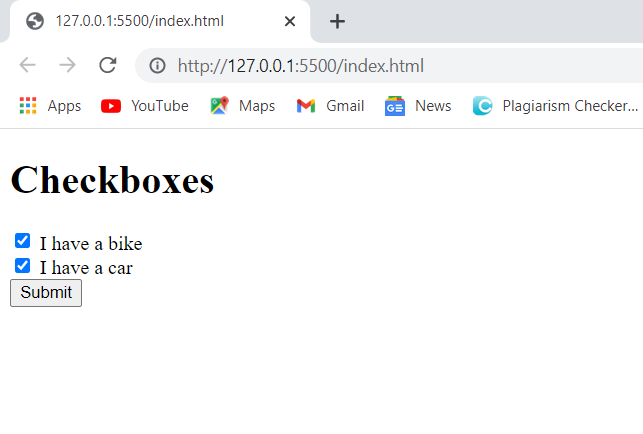 127.0.0.1:5500/index.html
http://127.0.0.1:5500/index.html
Apps YouTube Maps Gmail News Plagiarism Checker...
Checkboxes
I have a bike
I have a car
Submit